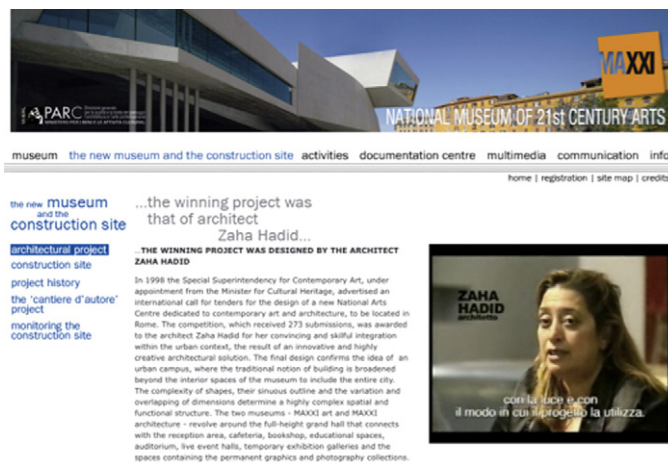 MAXXI
PARC
NATIONAL MUSEUM OF 21st CENTURY ARTS
museum the new museum and the construction site activities documentation centre multimedia communication info
home | registration | site map | credits
the new museum
and the
construction site
architectural project
construction site
project history
the 'cantiere d'autore'
project
monitoring the
construction site
...the winning project was
that of architect
Zaha Hadid...
...THE WINNING PROJECT WAS DESIGNED BY THE ARCHITECT
ZAHA HADID
In 1998 the Special Superintendency for Contemporary Art, under
appointment from the Minister for Cultural Heritage, advertised an
international call for tenders for the design of a new National Arts
Centre dedicated to contemporary art and architecture, to be located in
Rome. The competition, which received 273 submissions, was awarded
to the architect Zaha Hadid for her convincing and skilful integration
within the urban context, the result of an innovative and highly
creative architectural solution. The final design confirms the idea of an
urban campus, where the traditional notion of building is broadened
beyond the interior spaces of the museum to include the entire city.
The complexity of shapes, their sinuous outline and the variation and
overlapping of dimensions determine a highly complex spatial and
functional structure. The two museums - MAXXI art and MAXXI
architecture - revolve around the full-height grand hall that connects
with the reception area, cafeteria, bookshop, educational spaces,
auditorium, live event halls, temporary exhibition galleries and the
spaces containing the permanent graphics and photography collections.
ZAHA
HADID
architetto
con la luce e con
il modo in cui il progetto la utilizza.